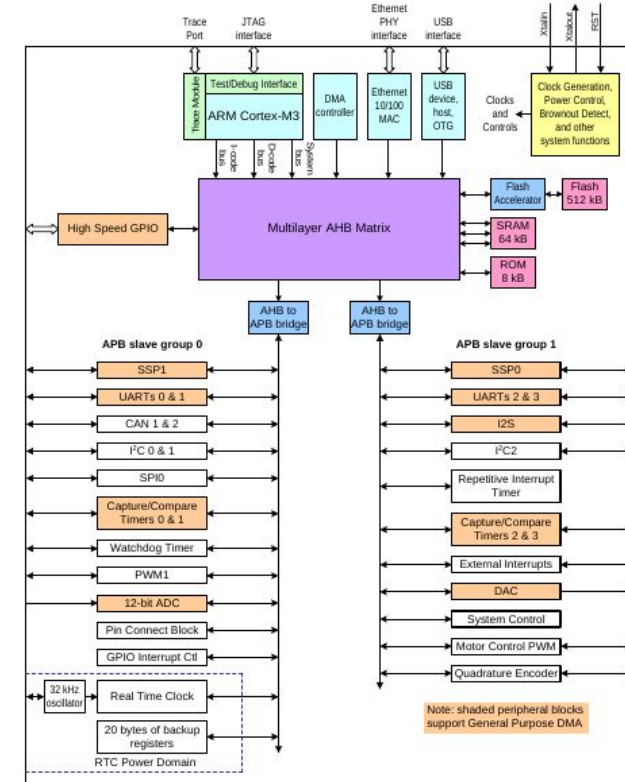 Trace
Port
JTAG
interface
Ethernet
PHY
interface
USB
interface
Xtalin
Xtalout
RST
Trace Module
Test/Debug Interface
ARM Cortex-M3
DMA
controller
Ethernet
10/100
MAC
USB
device,
host,
OTG
Clocks
and
Controls
Clock Generation,
Power Control,
Brownout Detect,
and other
system functions
I-code
bus
D-code
bus
System
bus
High Speed GPIO
Multilayer AHB Matrix
Flash
Accelerator
Flash
512 kB
SRAM
64 kB
ROM
8 kB
AHB to
APB bridge
AHB to
APB bridge
APB slave group 0
SSP1
UARTs 0 & 1
CAN 1 & 2
I²C 0 & 1
SPI0
Capture/Compare
Timers 0 & 1
Watchdog Timer
PWM1
12-bit ADC
Pin Connect Block
GPIO Interrupt Ctl
32 kHz
oscillator
Real Time Clock
20 bytes of backup
registers
RTC Power Domain
APB slave group 1
SSP0
UARTs 2 & 3
I2S
I²C2
Repetitive Interrupt
Timer
Capture/Compare
Timers 2 & 3
External Interrupts
DAC
System Control
Motor Control PWM
Quadrature Encoder
Note: shaded peripheral blocks
support General Purpose DMA